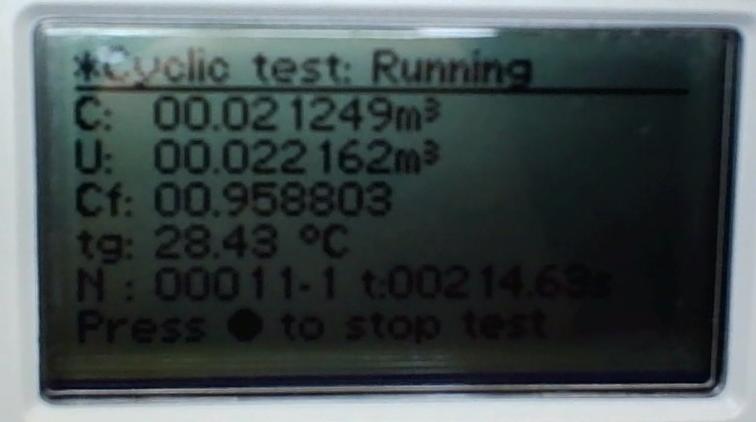 *Cyclic test: Running
C: 00.021249m³
U: 00.022162m³
Cf: 00.958803
tg: 28.43 °C
N : 00011-1 t:00214.63s
Press ● to stop test